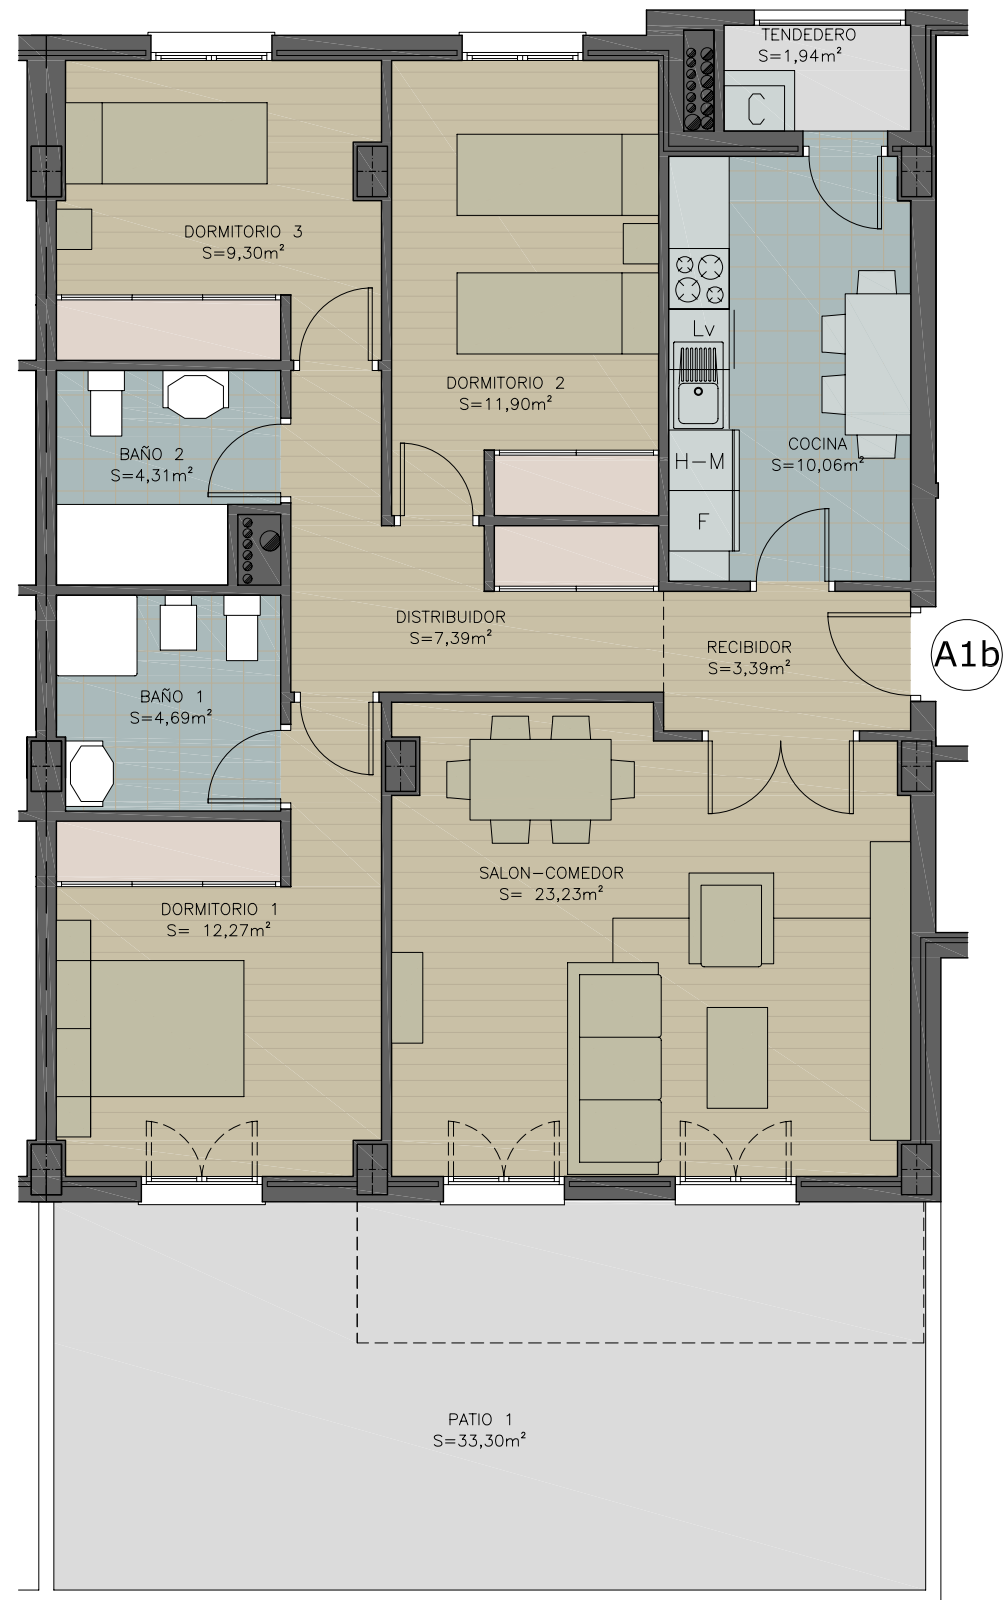 TENDEDERO
S=1,94m²
C
DORMITORIO 3
S=9,30m²
Lv
DORMITORIO 2
S=11,90m²
BAÑO 2
S=4,31m²
COCINA
S=10,06m²
H-M
F
DISTRIBUIDOR
S=7,39m²
RECIBIDOR
S=3,39m²
A1b
BAÑO 1
S=4,69m²
SALON-COMEDOR
S= 23,23m²
DORMITORIO 1
S= 12,27m²
PATIO 1
S=33,30m²